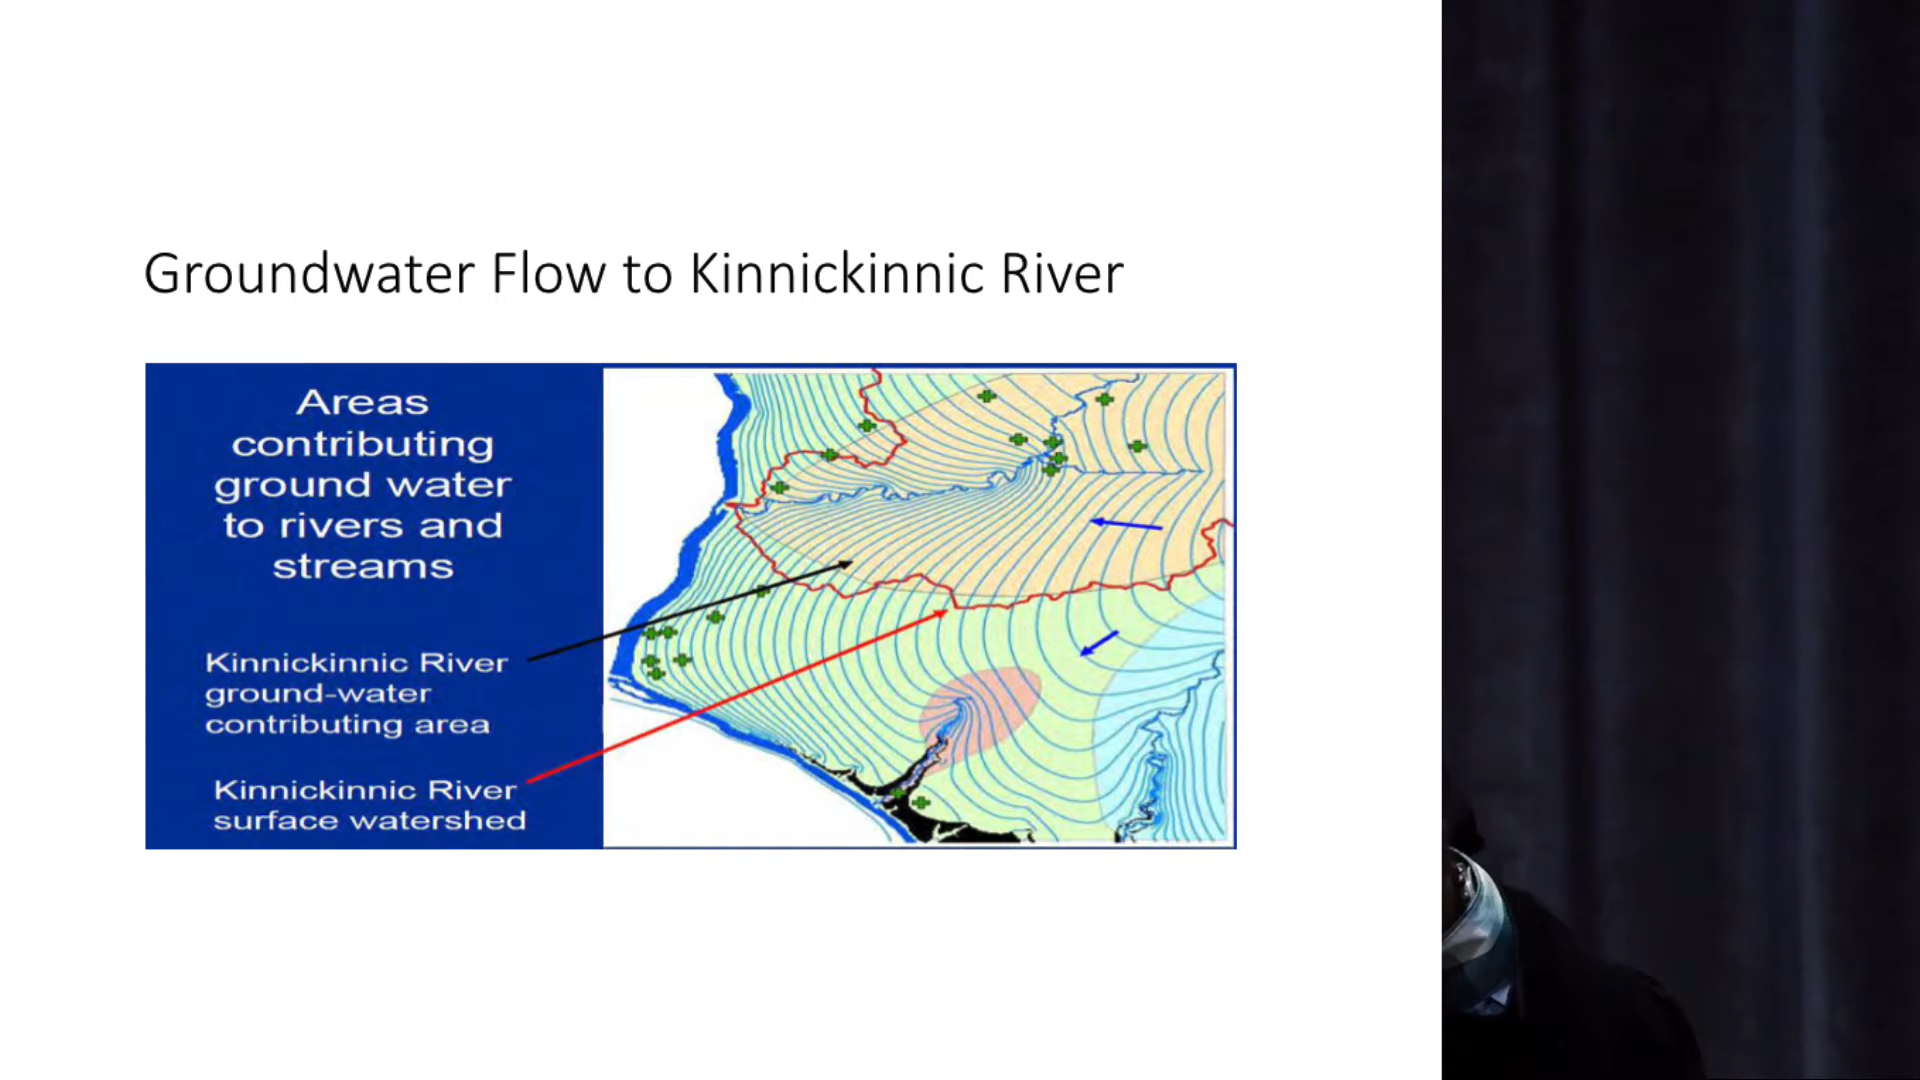 Groundwater Flow to Kinnickinnic River
Areas
contributing
ground water
to rivers and
streams
Kinnickinnic River
ground-water
contributing area
Kinnickinnic River
surface watershed